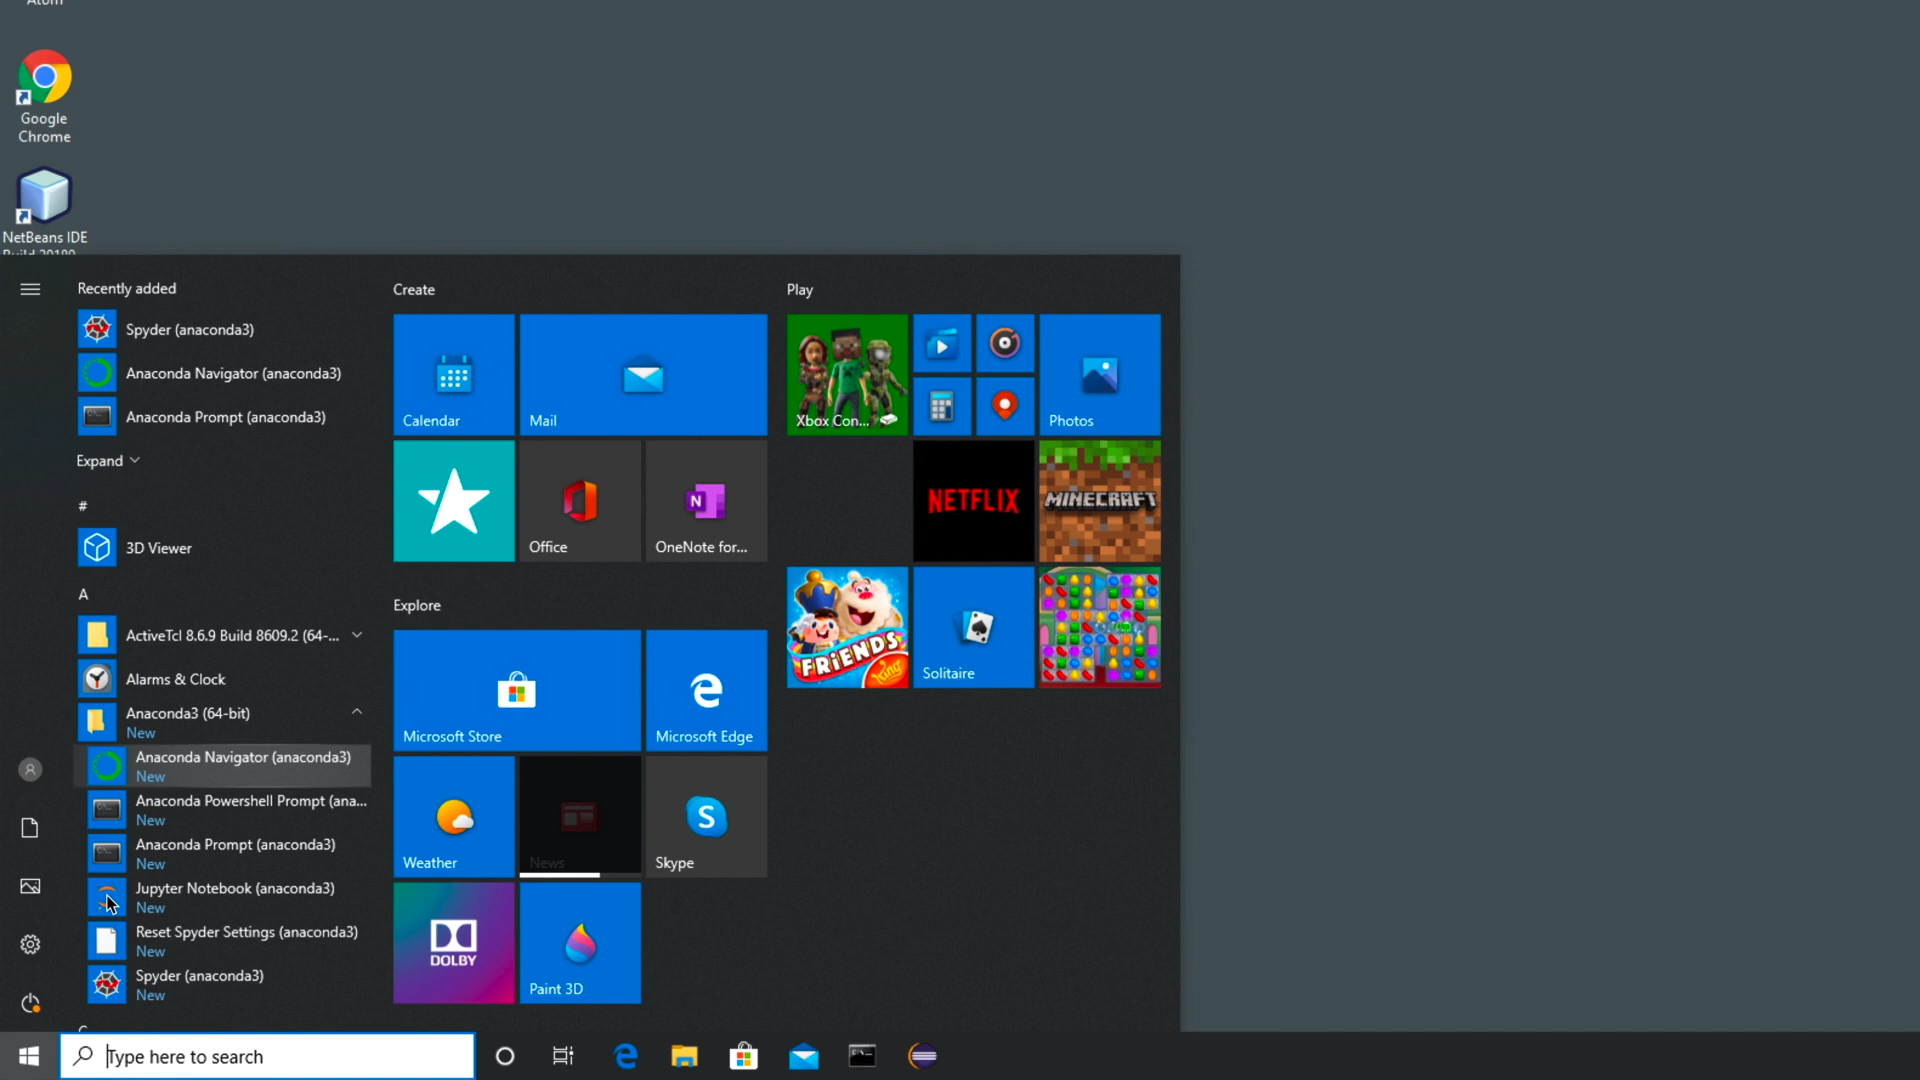 Atom
Google
Chrome
NetBeans IDE
Recently added
Spyder (anaconda3)
Anaconda Navigator (anaconda3)
Anaconda Prompt (anaconda3)
Expand
#
3D Viewer
A
ActiveTcl 8.6.9 Build 8609.2 (64-...
Alarms & Clock
Anaconda3 (64-bit)
New
Anaconda Navigator (anaconda3)
New
Anaconda Powershell Prompt (ana...
New
Anaconda Prompt (anaconda3)
New
Jupyter Notebook (anaconda3)
New
Reset Spyder Settings (anaconda3)
New
Spyder (anaconda3)
New
Create
Calendar
Mail
Office
N
OneNote for...
Explore
Microsoft Store
Microsoft Edge
Weather
News
S
Skype
DOLBY
Paint 3D
Play
Xbox Con...
Photos
NETFLIX
MINECRAFT
FRiENDS
King
Solitaire
Type here to search